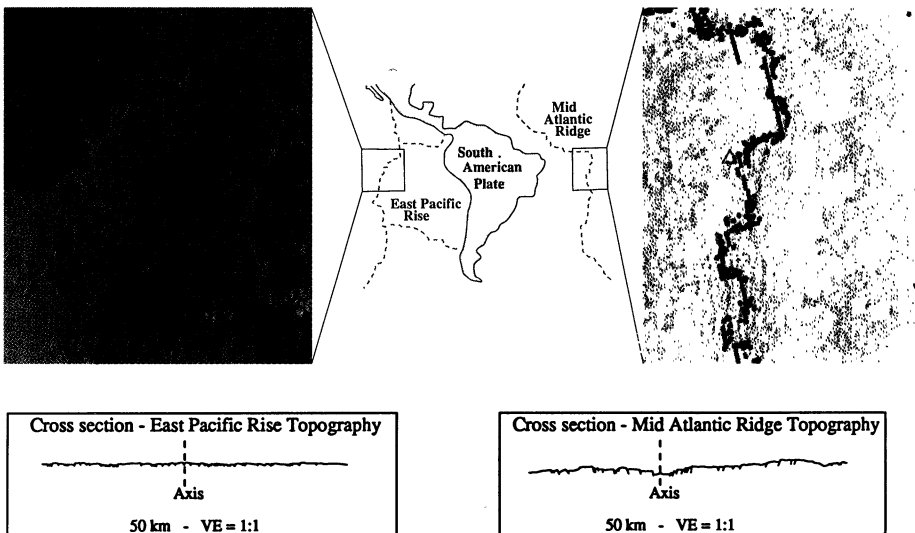 Mid
Atlantic
Ridge
South
American
Plate
East Pacific
Rise
Cross section - East Pacific Rise Topography
Axis
50 km - VE = 1:1
Cross section - Mid Atlantic Ridge Topography
Axis
50 km - VE = 1:1